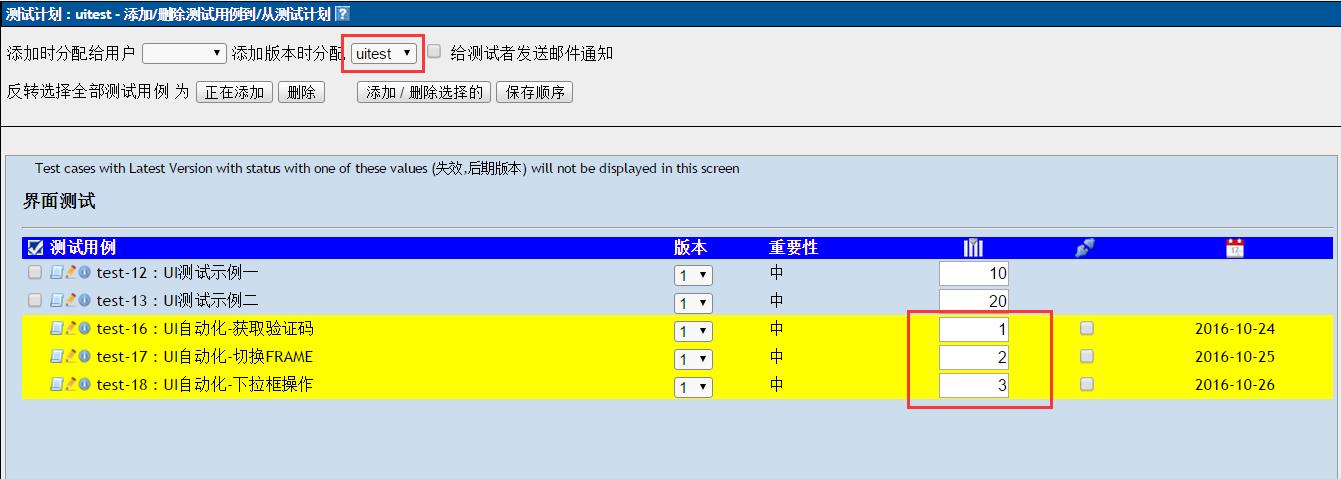 测试计划 : uitest - 添加/删除测试用例到/从测试计划 ?
添加时分配给用户 添加版本时分配 uitest 给测试者发送邮件通知
反转选择全部测试用例 为 正在添加 删除 添加 / 删除选择的 保存顺序
Test cases with Latest Version with status with one of these values (失效,后期版本) will not be displayed in this screen
界面测试
测试用例 版本 重要性
test-12 : UI测试示例一 1 中 10
test-13 : UI测试示例二 1 中 20
test-16 : UI自动化-获取验证码 1 中 1 2016-10-24
test-17 : UI自动化-切换FRAME 1 中 2 2016-10-25
test-18 : UI自动化-下拉框操作 1 中 3 2016-10-26